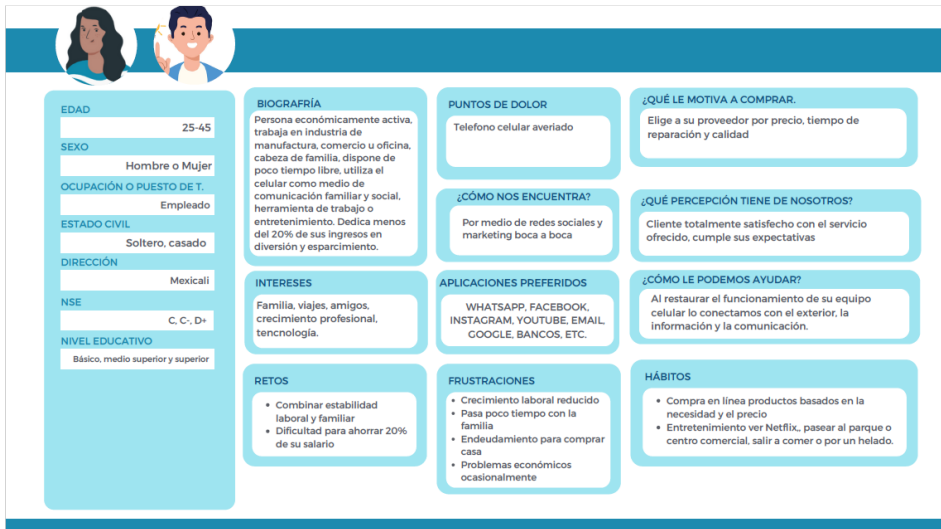 EDAD
25-45
SEXO
Hombre o Mujer
OCUPACIÓN O PUESTO DE T.
Empleado
ESTADO CIVIL
Soltero, casado
DIRECCIÓN
Mexicali
NSE
C, C-, D+
NIVEL EDUCATIVO
Básico, medio superior y superior
BIOGRAFRÍA
Persona económicamente activa,
trabaja en industria de
manufactura, comercio u oficina,
cabeza de familia, dispone de
poco tiempo libre, utiliza el
celular como medio de
comunicación familiar y social,
herramienta de trabajo o
entretenimiento. Dedica menos
del 20% de sus ingresos en
diversión y esparcimiento.
INTERESES
Familia, viajes, amigos,
crecimiento profesional,
tencnología.
RETOS
• Combinar estabilidad
laboral y familiar
• Dificultad para ahorrar 20%
de su salario
PUNTOS DE DOLOR
Telefono celular averiado
¿CÓMO NOS ENCUENTRA?
Por medio de redes sociales y
marketing boca a boca
APLICACIONES PREFERIDOS
WHATSAPP, FACEBOOK,
INSTAGRAM, YOUTUBE, EMAIL,
GOOGLE, BANCOS, ETC.
FRUSTRACIONES
• Crecimiento laboral reducido
• Pasa poco tiempo con la
familia
• Endeudamiento para comprar
casa
• Problemas económicos
ocasionalmente
¿QUÉ LE MOTIVA A COMPRAR.
Elige a su proveedor por precio, tiempo de
reparación y calidad
¿QUÉ PERCEPCIÓN TIENE DE NOSOTROS?
Cliente totalmente satisfecho con el servicio
ofrecido, cumple sus expectativas
¿CÓMO LE PODEMOS AYUDAR?
Al restaurar el funcionamiento de su equipo
celular lo conectamos con el exterior, la
información y la comunicación.
HÁBITOS
• Compra en línea productos basados en la
necesidad y el precio
• Entretenimiento ver Netflix,, pasear al parque o
centro comercial, salir a comer o por un helado.